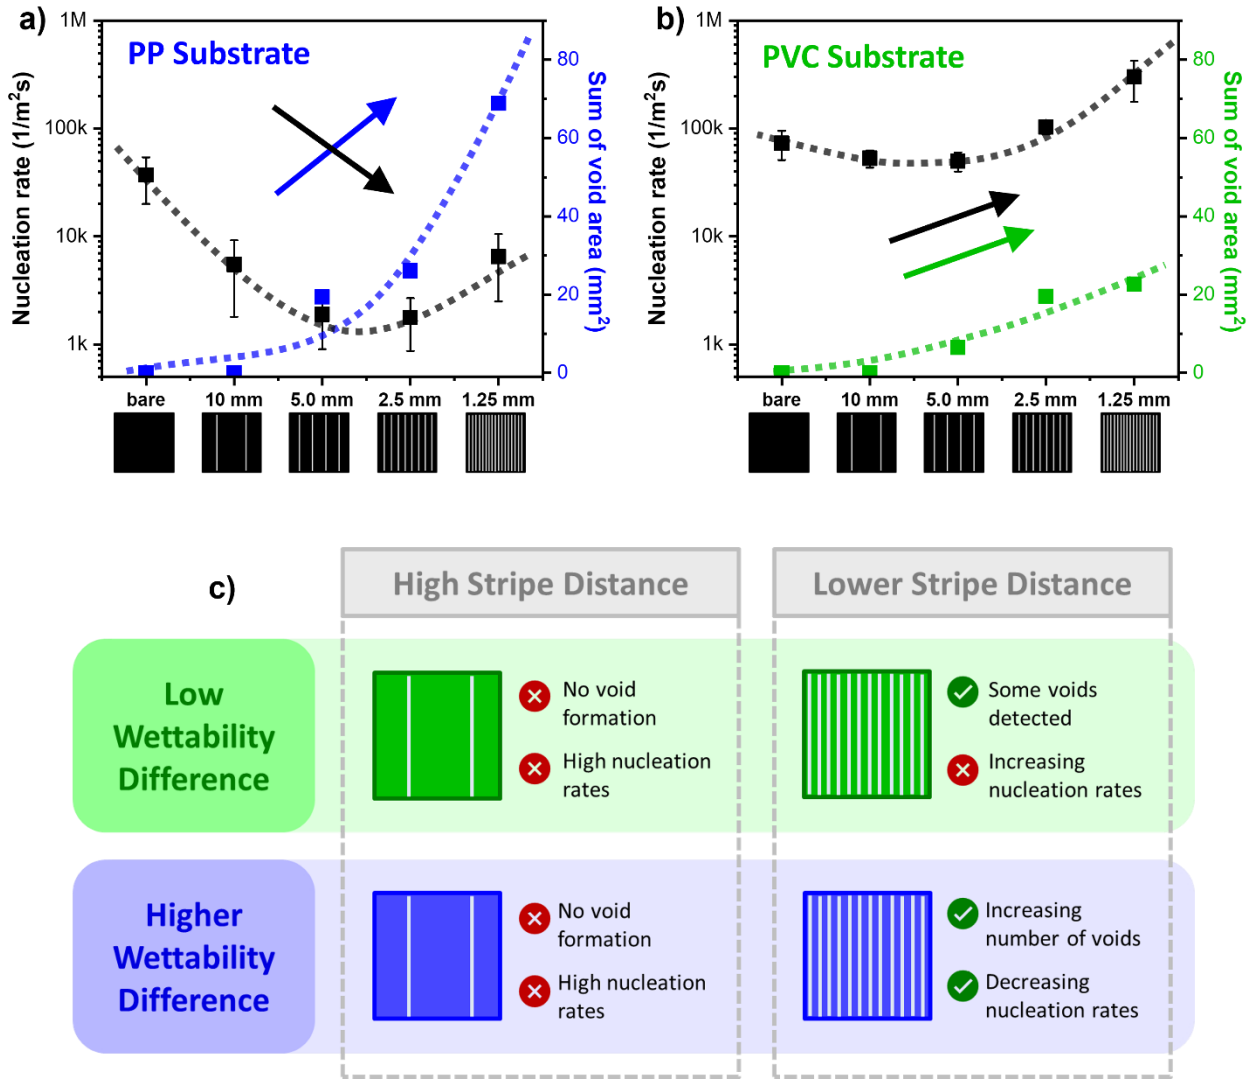 a)
PP Substrate
Nucleation rate (1/m²s)
1M
100k
10k
1k
Sum of void area (mm²)
80
60
40
20
0
bare 10 mm 5.0 mm 2.5 mm 1.25 mm
b)
PVC Substrate
Nucleation rate (1/m²s)
1M
100k
10k
1k
Sum of void area (mm²)
80
60
40
20
0
bare 10 mm 5.0 mm 2.5 mm 1.25 mm
c)
High Stripe Distance
Lower Stripe Distance
Low
Wettability
Difference
No void
formation
High nucleation
rates
Some voids
detected
Increasing
nucleation rates
Higher
Wettability
Difference
No void
formation
High nucleation
rates
Increasing
number of voids
Decreasing
nucleation rates